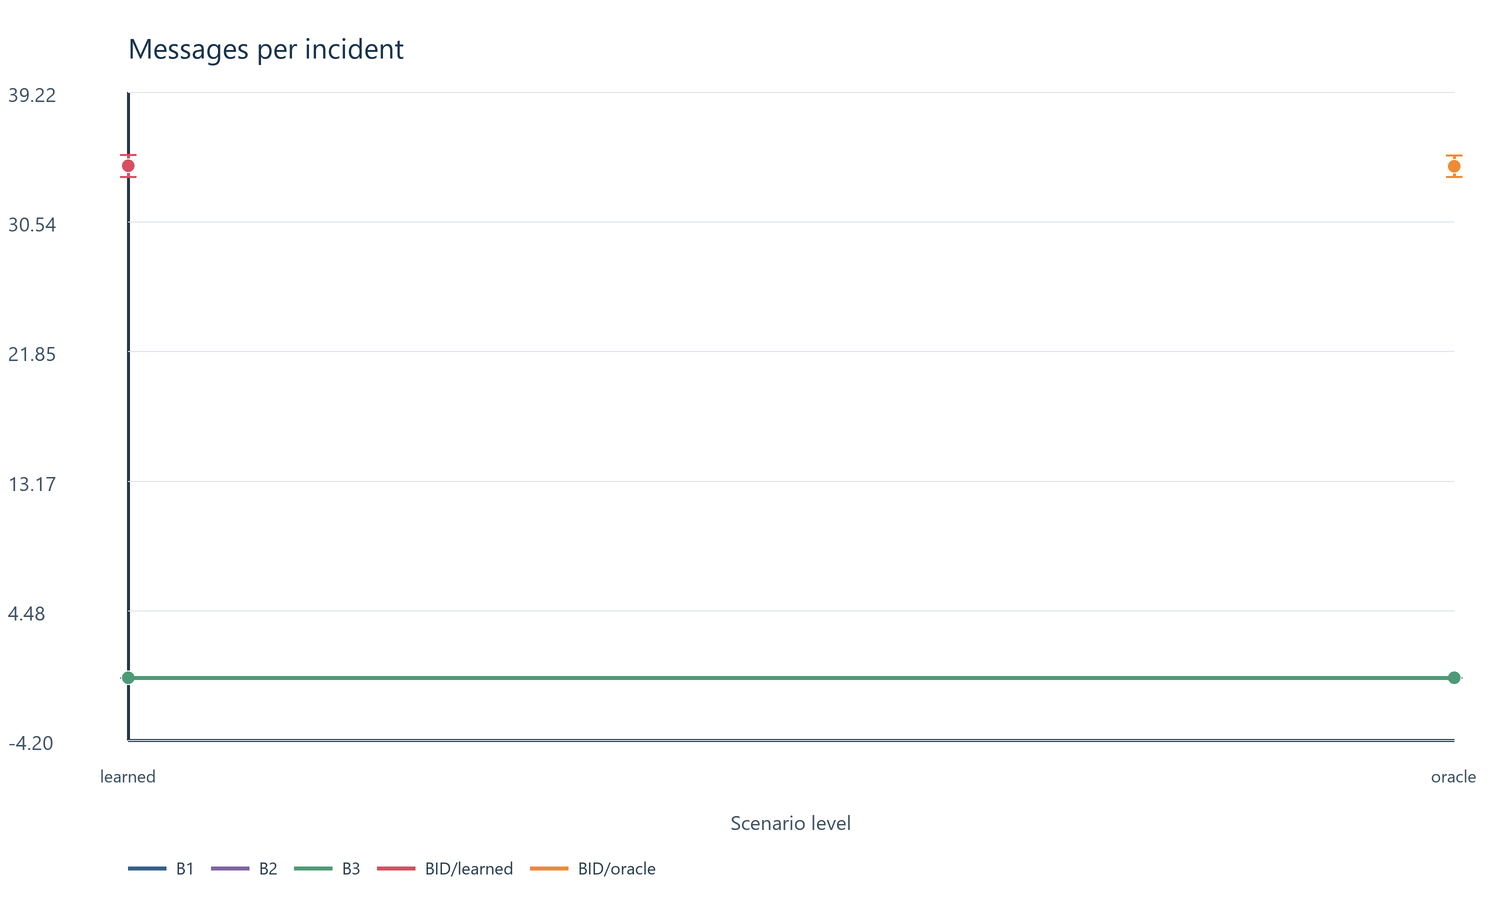 Messages per incident
39.22
30.54
21.85
13.17
4.48
-4.20
learned oracle
Scenario level
B1 B2 B3 BID/learned BID/oracle